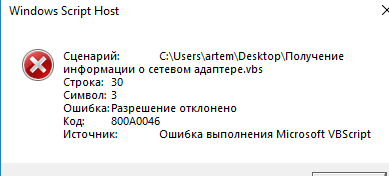 Windows Script Host
Сценарий: C:\Users\artem\Desktop\Получение
информации о сетевом адаптере.vbs
Строка: 30
Символ: 3
Ошибка: Разрешение отклонено
Код: 800A0046
Источник: Ошибка выполнения Microsoft VBScript